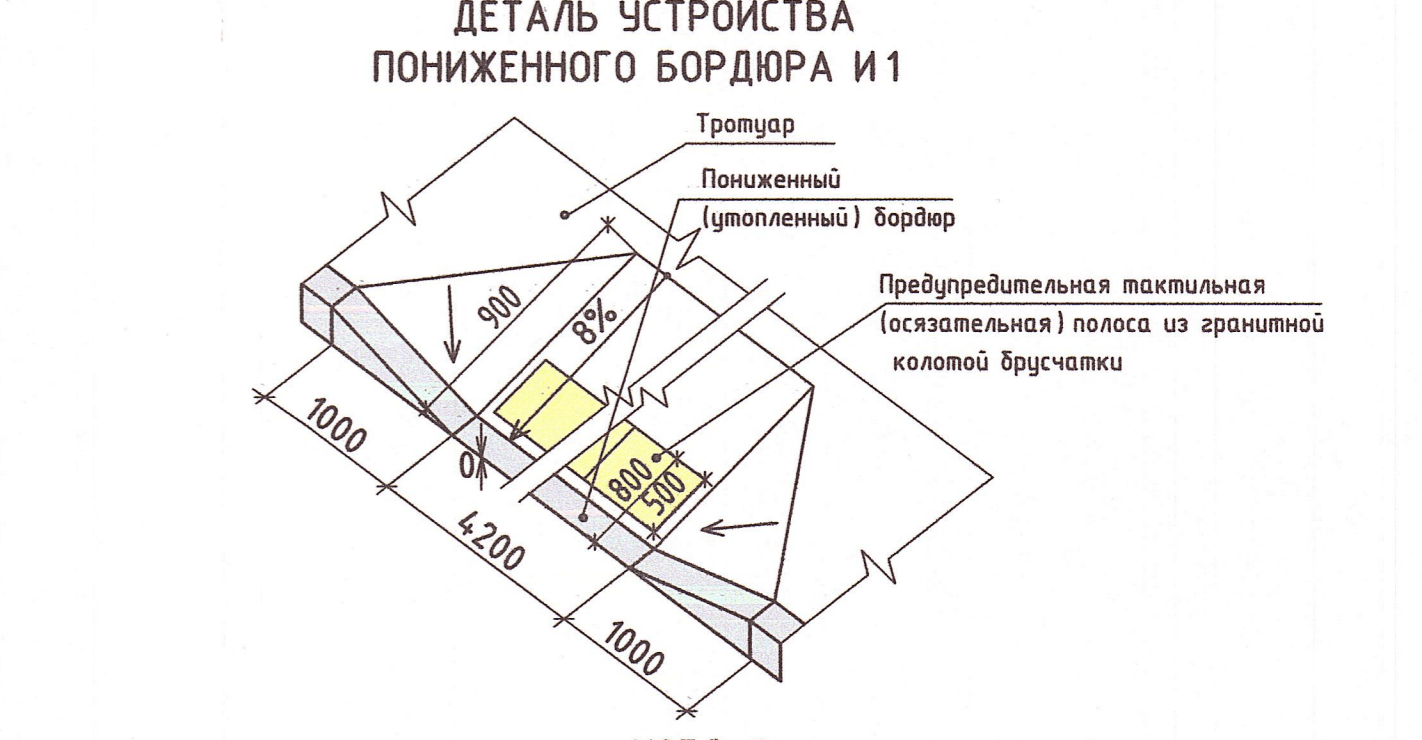 ДЕТАЛЬ УСТРОЙСТВА
ПОНИЖЕННОГО БОРДЮРА И1
Тротуар
Пониженный
(утопленный) бордюр
Предупредительная тактильная
(осязательная) полоса из гранитной
колотой брусчатки
900
8%
1000
0
4200
800
500
1000